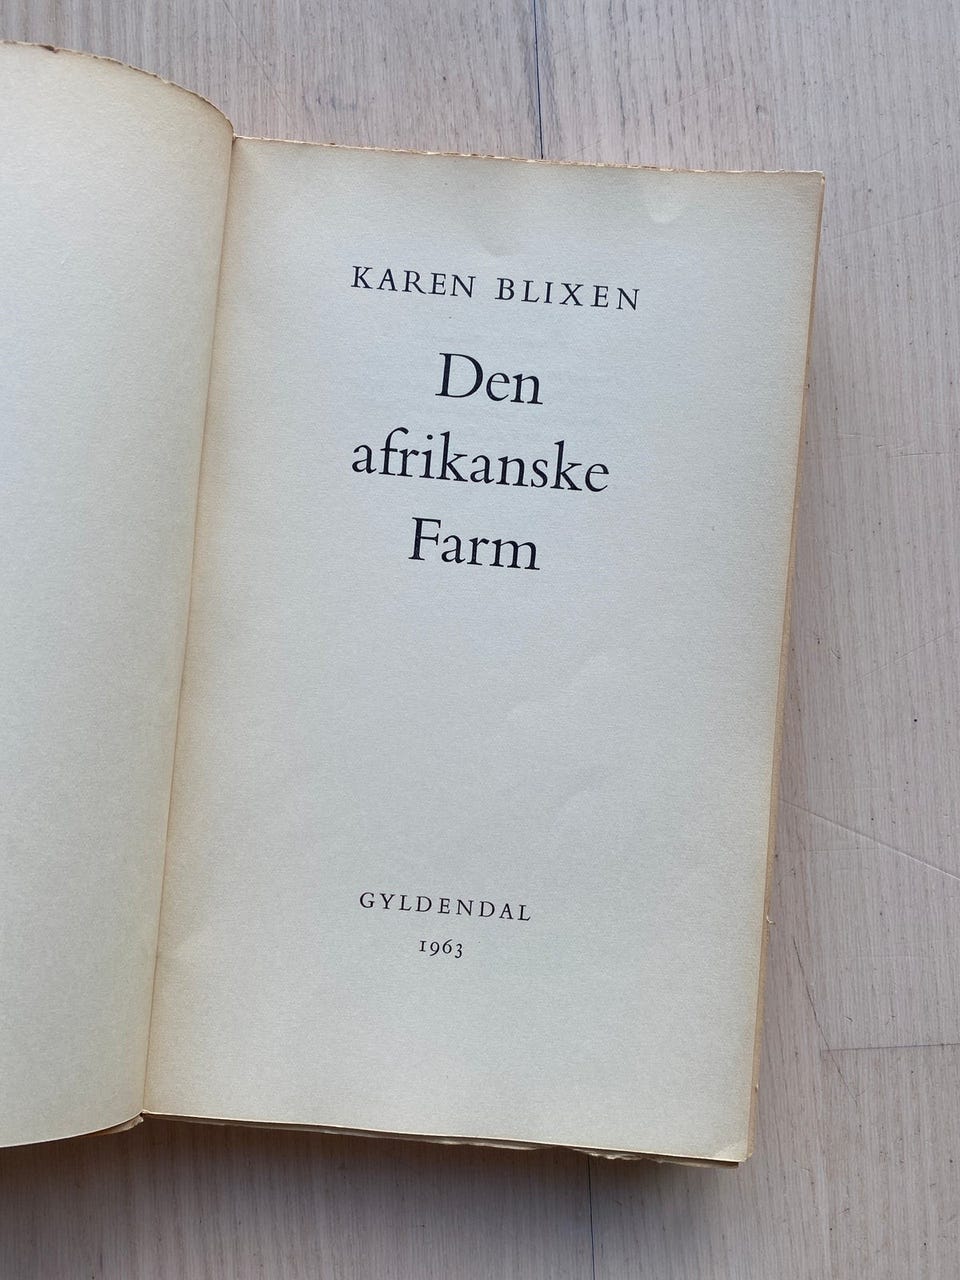 KAREN BLIXEN
Den
afrikanske
Farm
GYLDENDAL
1963